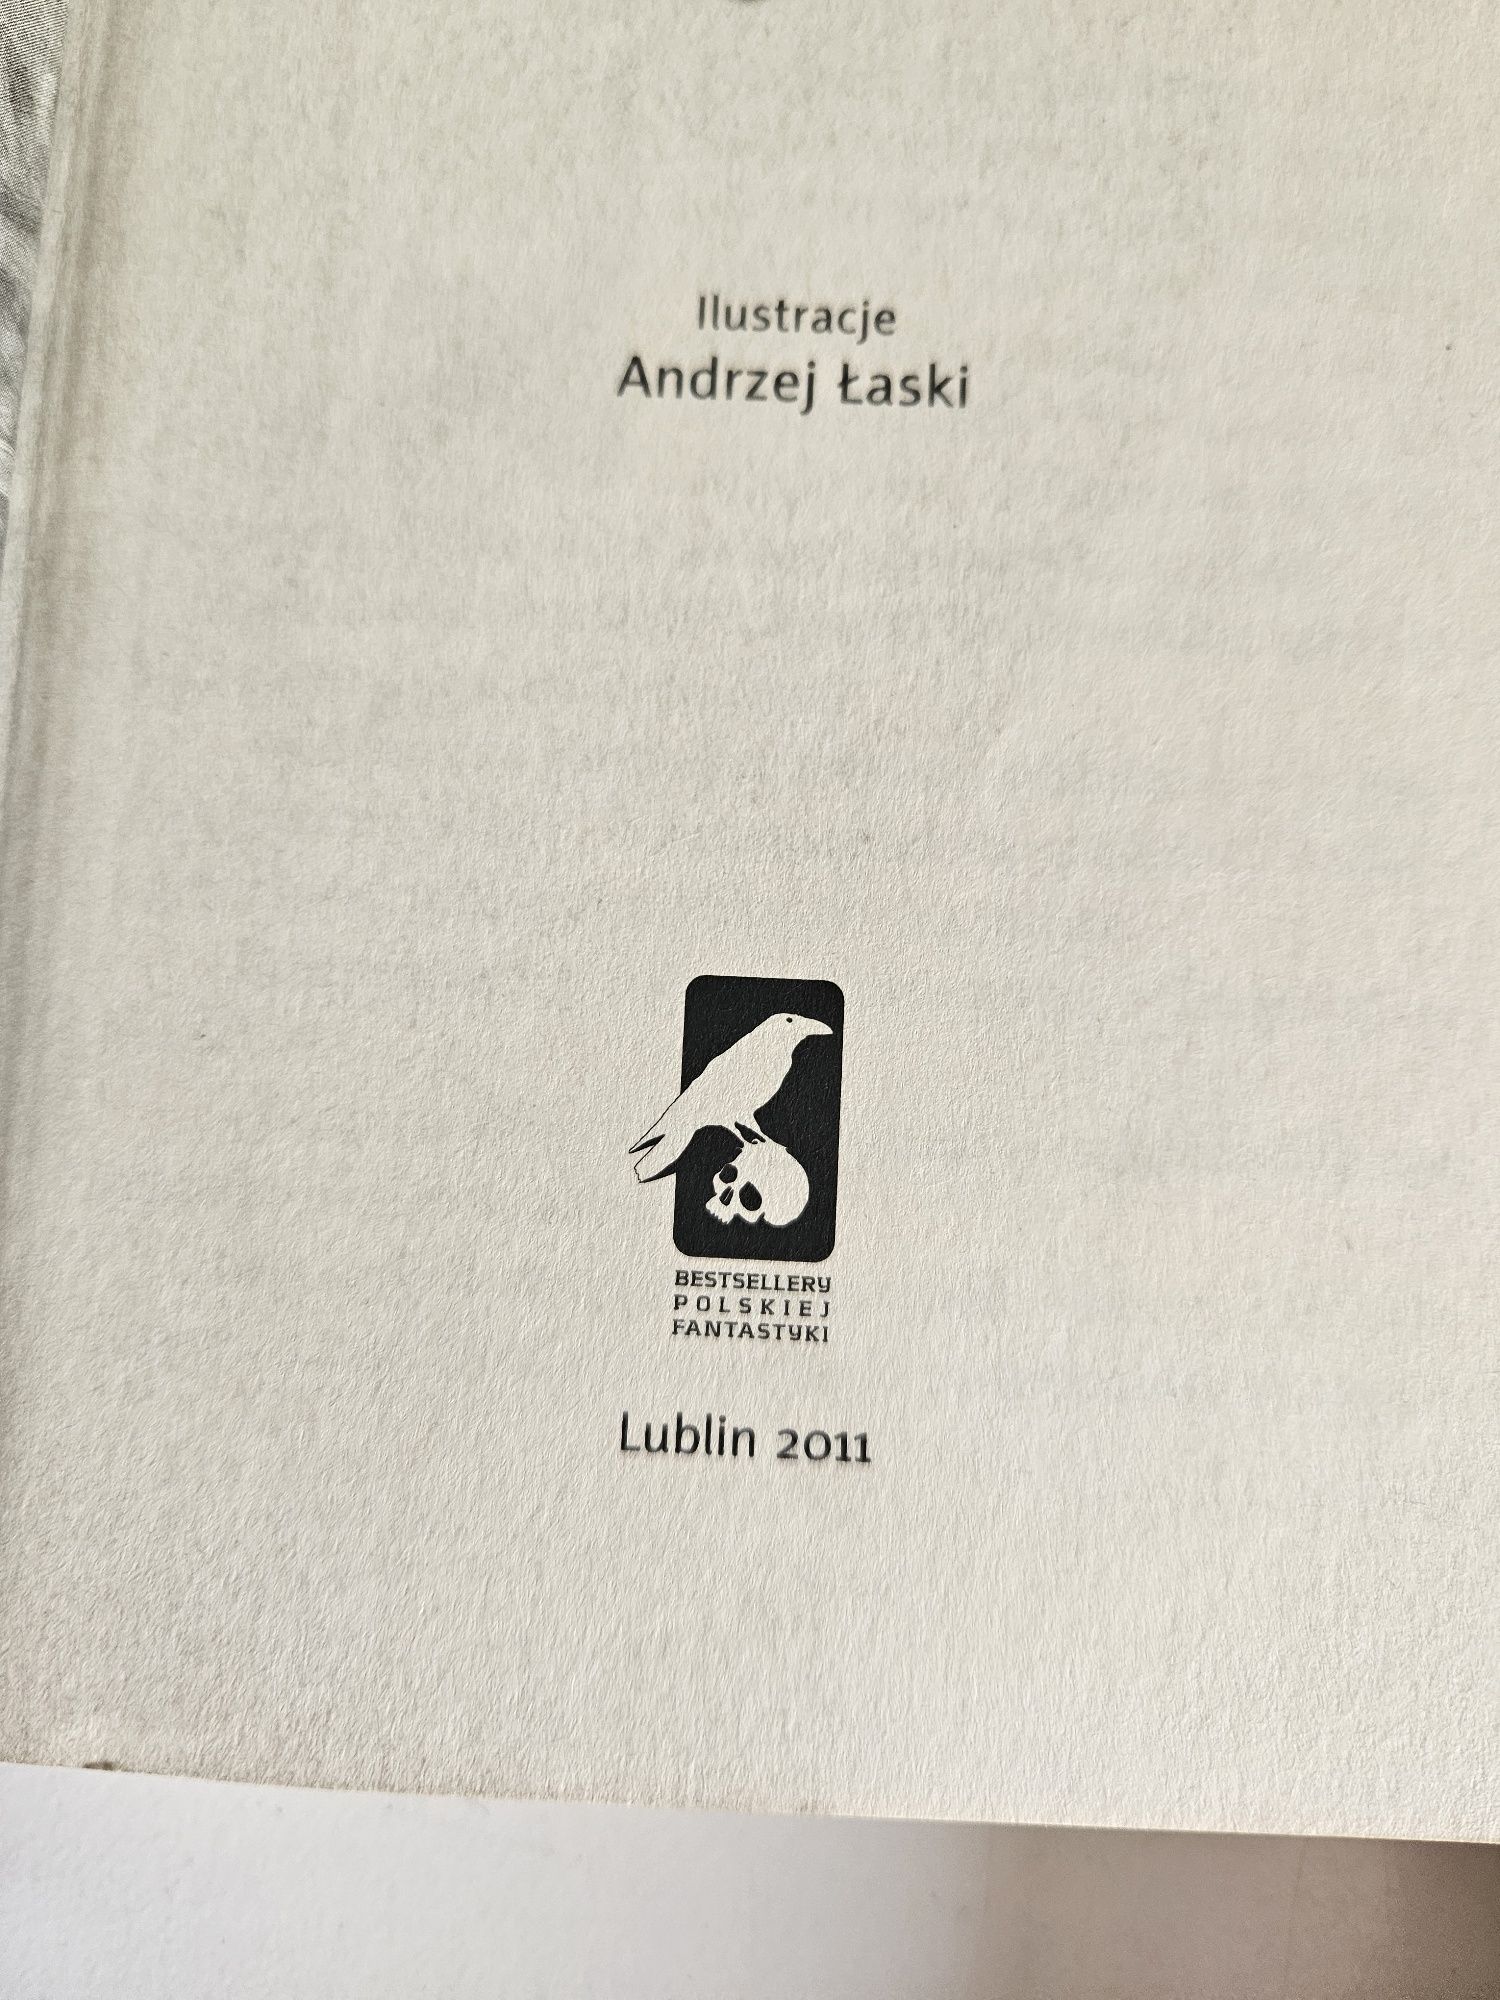 Ilustracje
Andrzej Łaski
BESTSELLERY
POLSKIEJ
FANTASTYKI
Lublin 2011